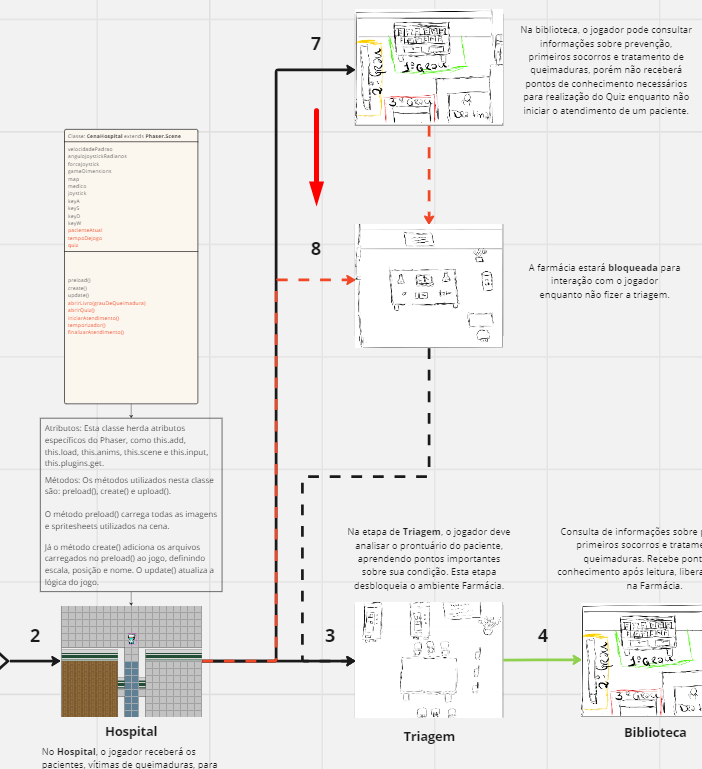 7
Na biblioteca, o jogador pode consultar
informações sobre prevenção,
primeiros socorros e tratamento de
queimaduras, porém não receberá
pontos de conhecimento necessários
para realização do Quiz enquanto não
iniciar o atendimento de um paciente.
2º Grau
1º Grau
3º Grau
Classe: CenaHospital extends Phaser.Scene
velocidadePadrao
anguloJoystickRadianos
forcaJoystick
gameDimensions
map
medico
joystick
keyA
keyS
keyD
keyW
pacienteAtual
tempoDeJogo
quiz
preload()
create()
update()
abrirLivro(grauDeQueimadura)
abrirQuiz()
iniciarAtendimento()
temporizador()
finalizarAtendimento()
8
A farmácia estará bloqueada para
interação com o jogador
enquanto não fizer a triagem.
Atributos: Esta classe herda atributos
específicos do Phaser, como this.add,
this.load, this.anims, this.scene e this.input,
this.plugins.get.
Métodos: Os métodos utilizados nesta classe
são: preload(), create() e upload().
O método preload() carrega todas as imagens
e spritesheets utilizados na cena.
Já o método create() adiciona os arquivos
carregados no preload() ao jogo, definindo
escala, posição e nome. O update() atualiza a
lógica do jogo.
2
Hospital
No Hospital, o jogador receberá os
pacientes, vítimas de queimaduras, para
Na etapa de Triagem, o jogador deve
analisar o prontuário do paciente,
aprendendo pontos importantes
sobre sua condição. Esta etapa
desbloqueia o ambiente Farmácia.
3
Triagem
Consulta de informações sobre
primeiros socorros e
queimaduras. Recebe
conhecimento após leitura,
na Farmácia.
4
2º Grau
1º Grau
3º Grau
Biblioteca